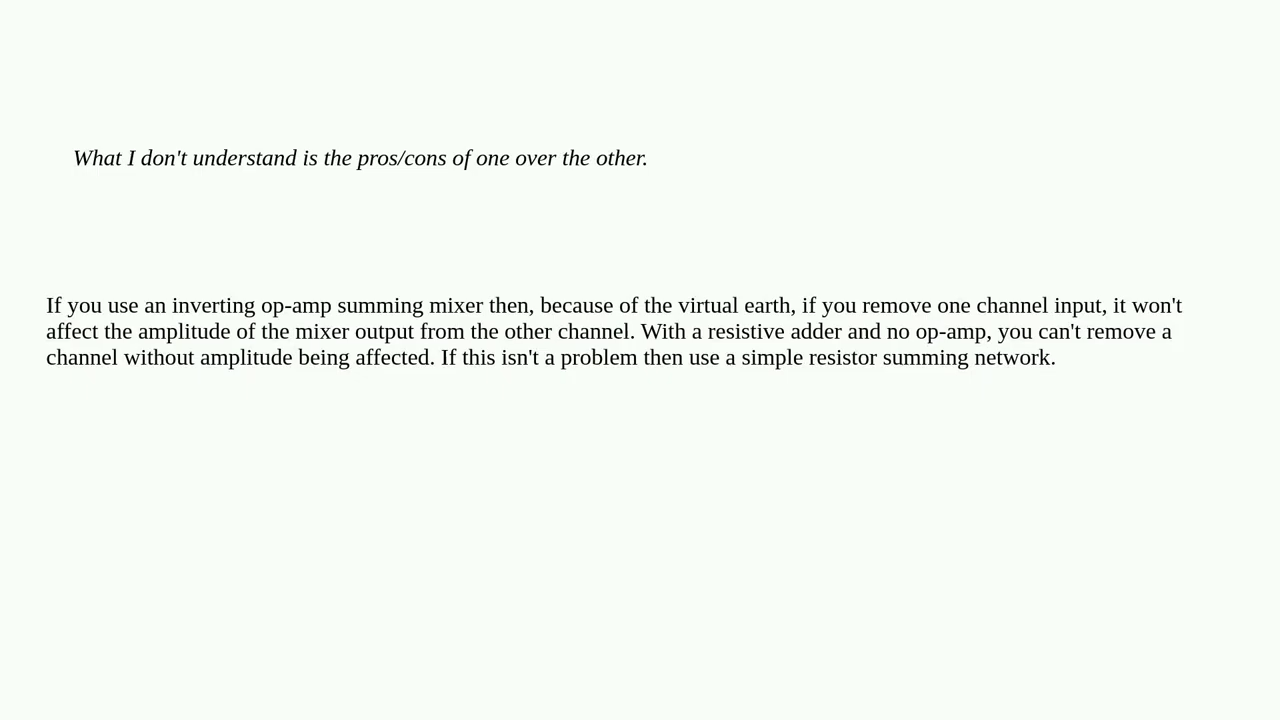 What I don't understand is the pros/cons of one over the other.
If you use an inverting op-amp summing mixer then, because of the virtual earth, if you remove one channel input, it won't
affect the amplitude of the mixer output from the other channel. With a resistive adder and no op-amp, you can't remove a
channel without amplitude being affected. If this isn't a problem then use a simple resistor summing network.